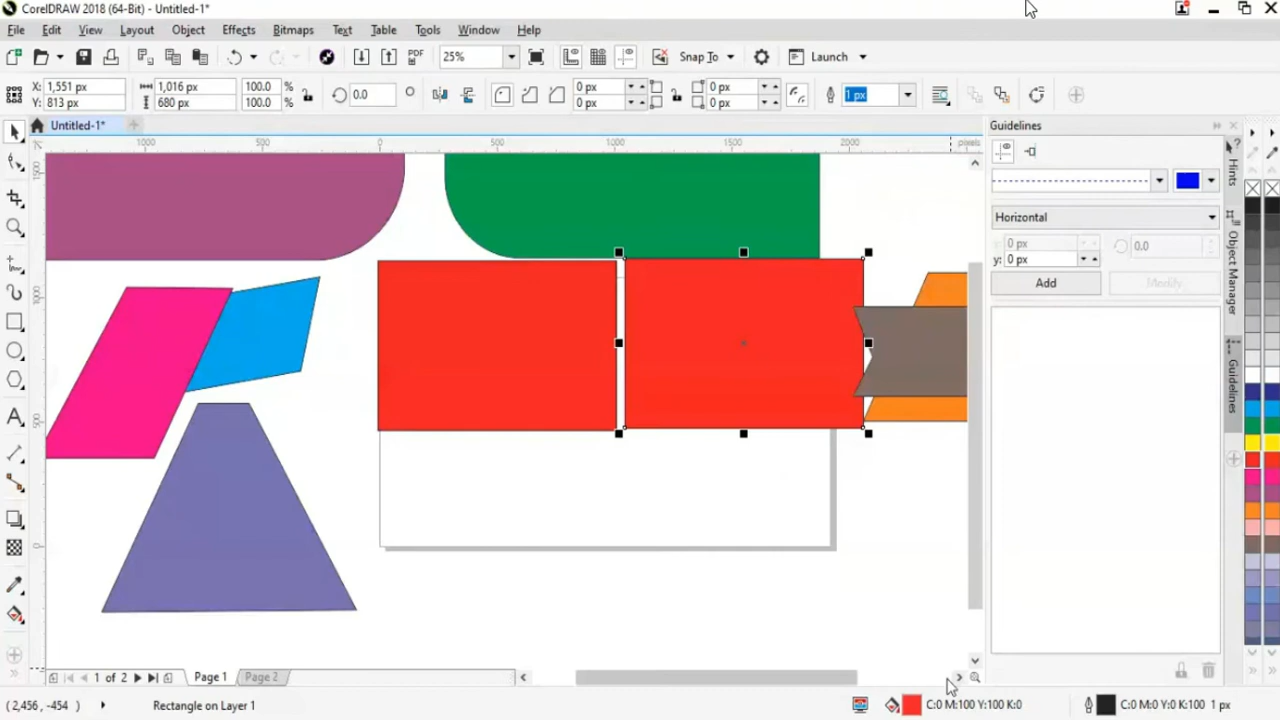 CorelDRAW 2018 (64-Bit) - Untitled-1*
File Edit View Layout Object Effects Bitmaps Text Table Tools Window Help
PDF 25% Snap To Launch
X: 1,551 px 1,016 px 100.0 % 0.0 0 px 0 px 1 px
Y: 813 px 680 px 100.0 % 0 px 0 px
Untitled-1*
Guidelines
1000 500 0 500 1000 1500 2000 pixels
1500
1000
500
0
Horizontal
x: 0 px 0.0
y: 0 px
Add Modify
Hints
Object Manager
Guidelines
1 of 2 Page 1 Page 2
( 2,456 , -454 ) Rectangle on Layer 1 C:0 M:100 Y:100 K:0 C:0 M:0 Y:0 K:100 1 px